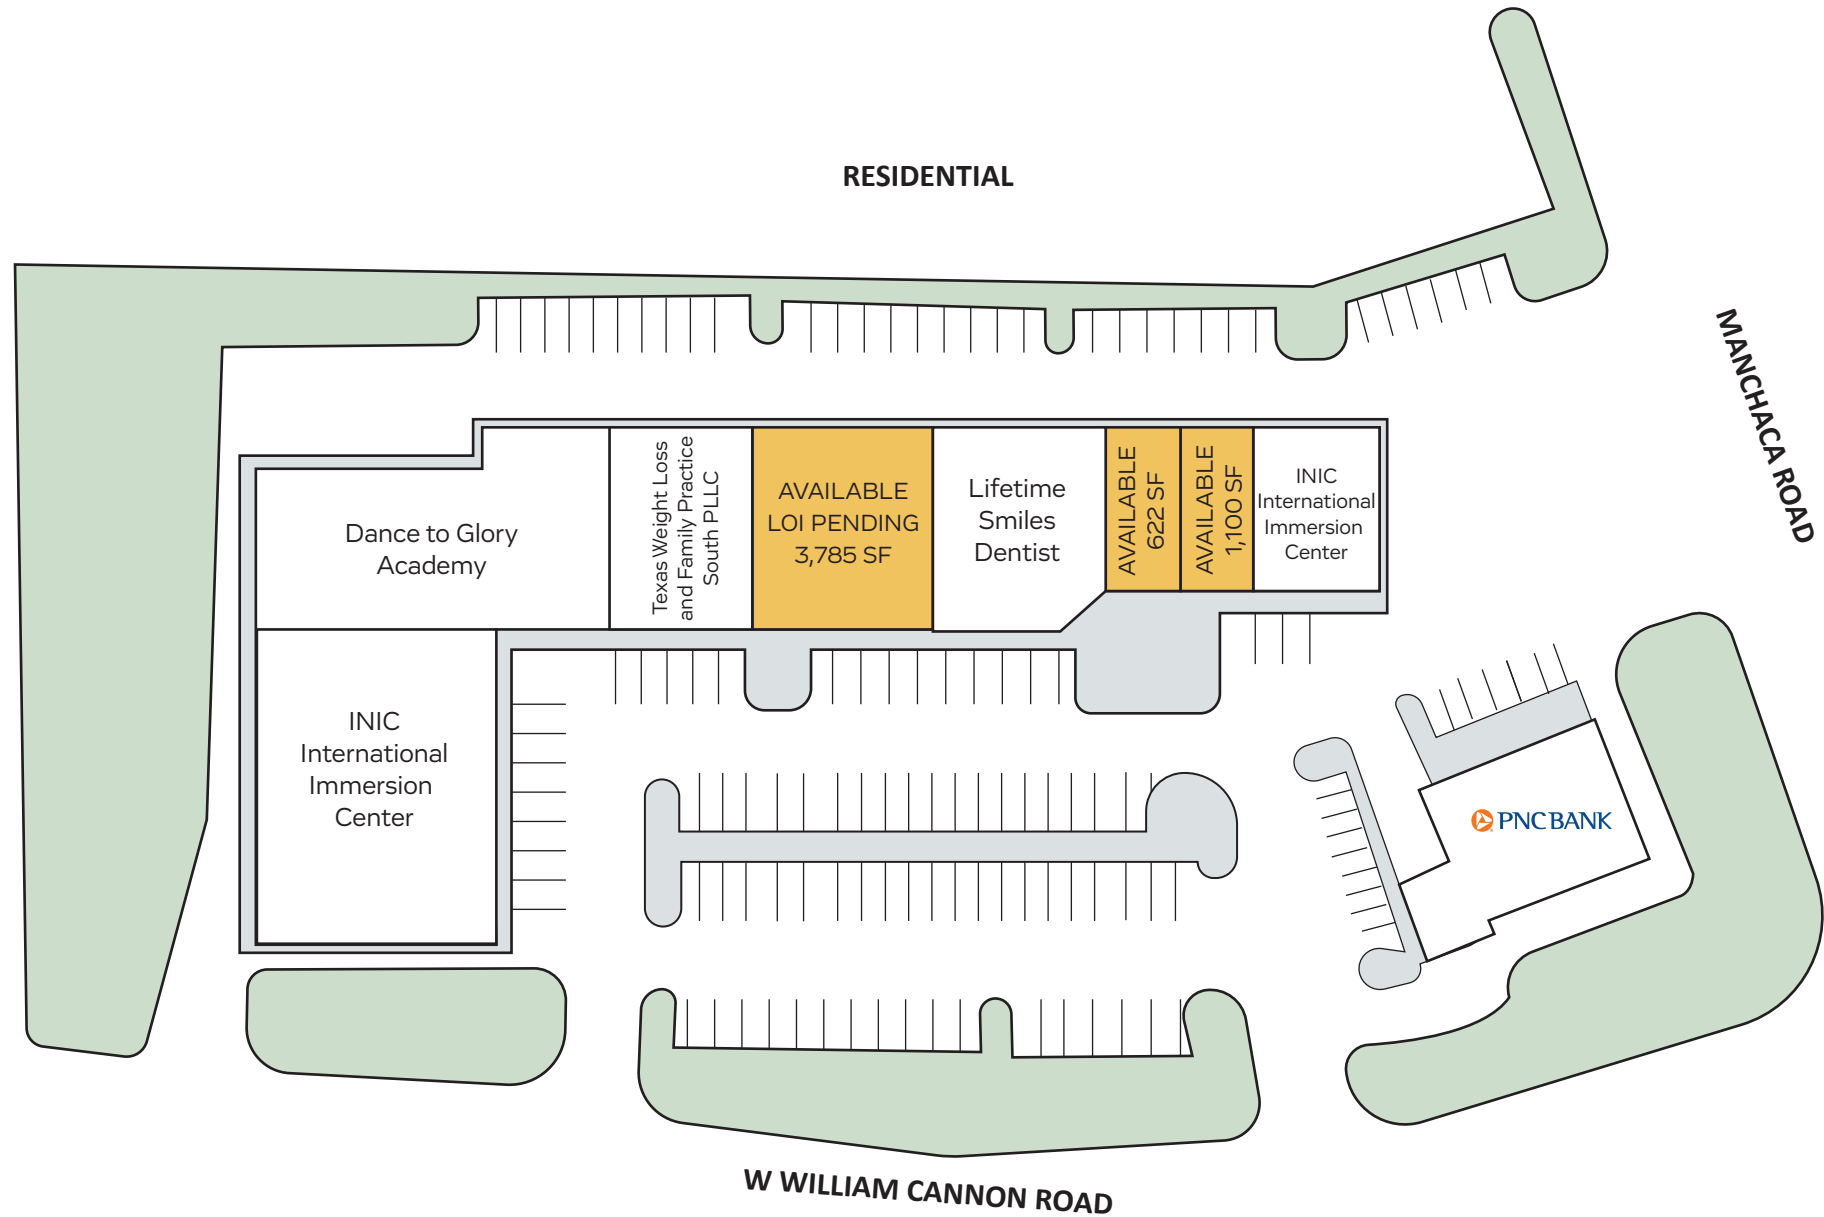 RESIDENTIAL
MANCHACA ROAD
Dance to Glory
Academy
Texas Weight Loss
and Family Practice
South PLLC
AVAILABLE
LOI PENDING
3,785 SF
Lifetime
Smiles
Dentist
AVAILABLE
622 SF
AVAILABLE
1,100 SF
INIC
International
Immersion
Center
INIC
International
Immersion
Center
PNC BANK
W WILLIAM CANNON ROAD